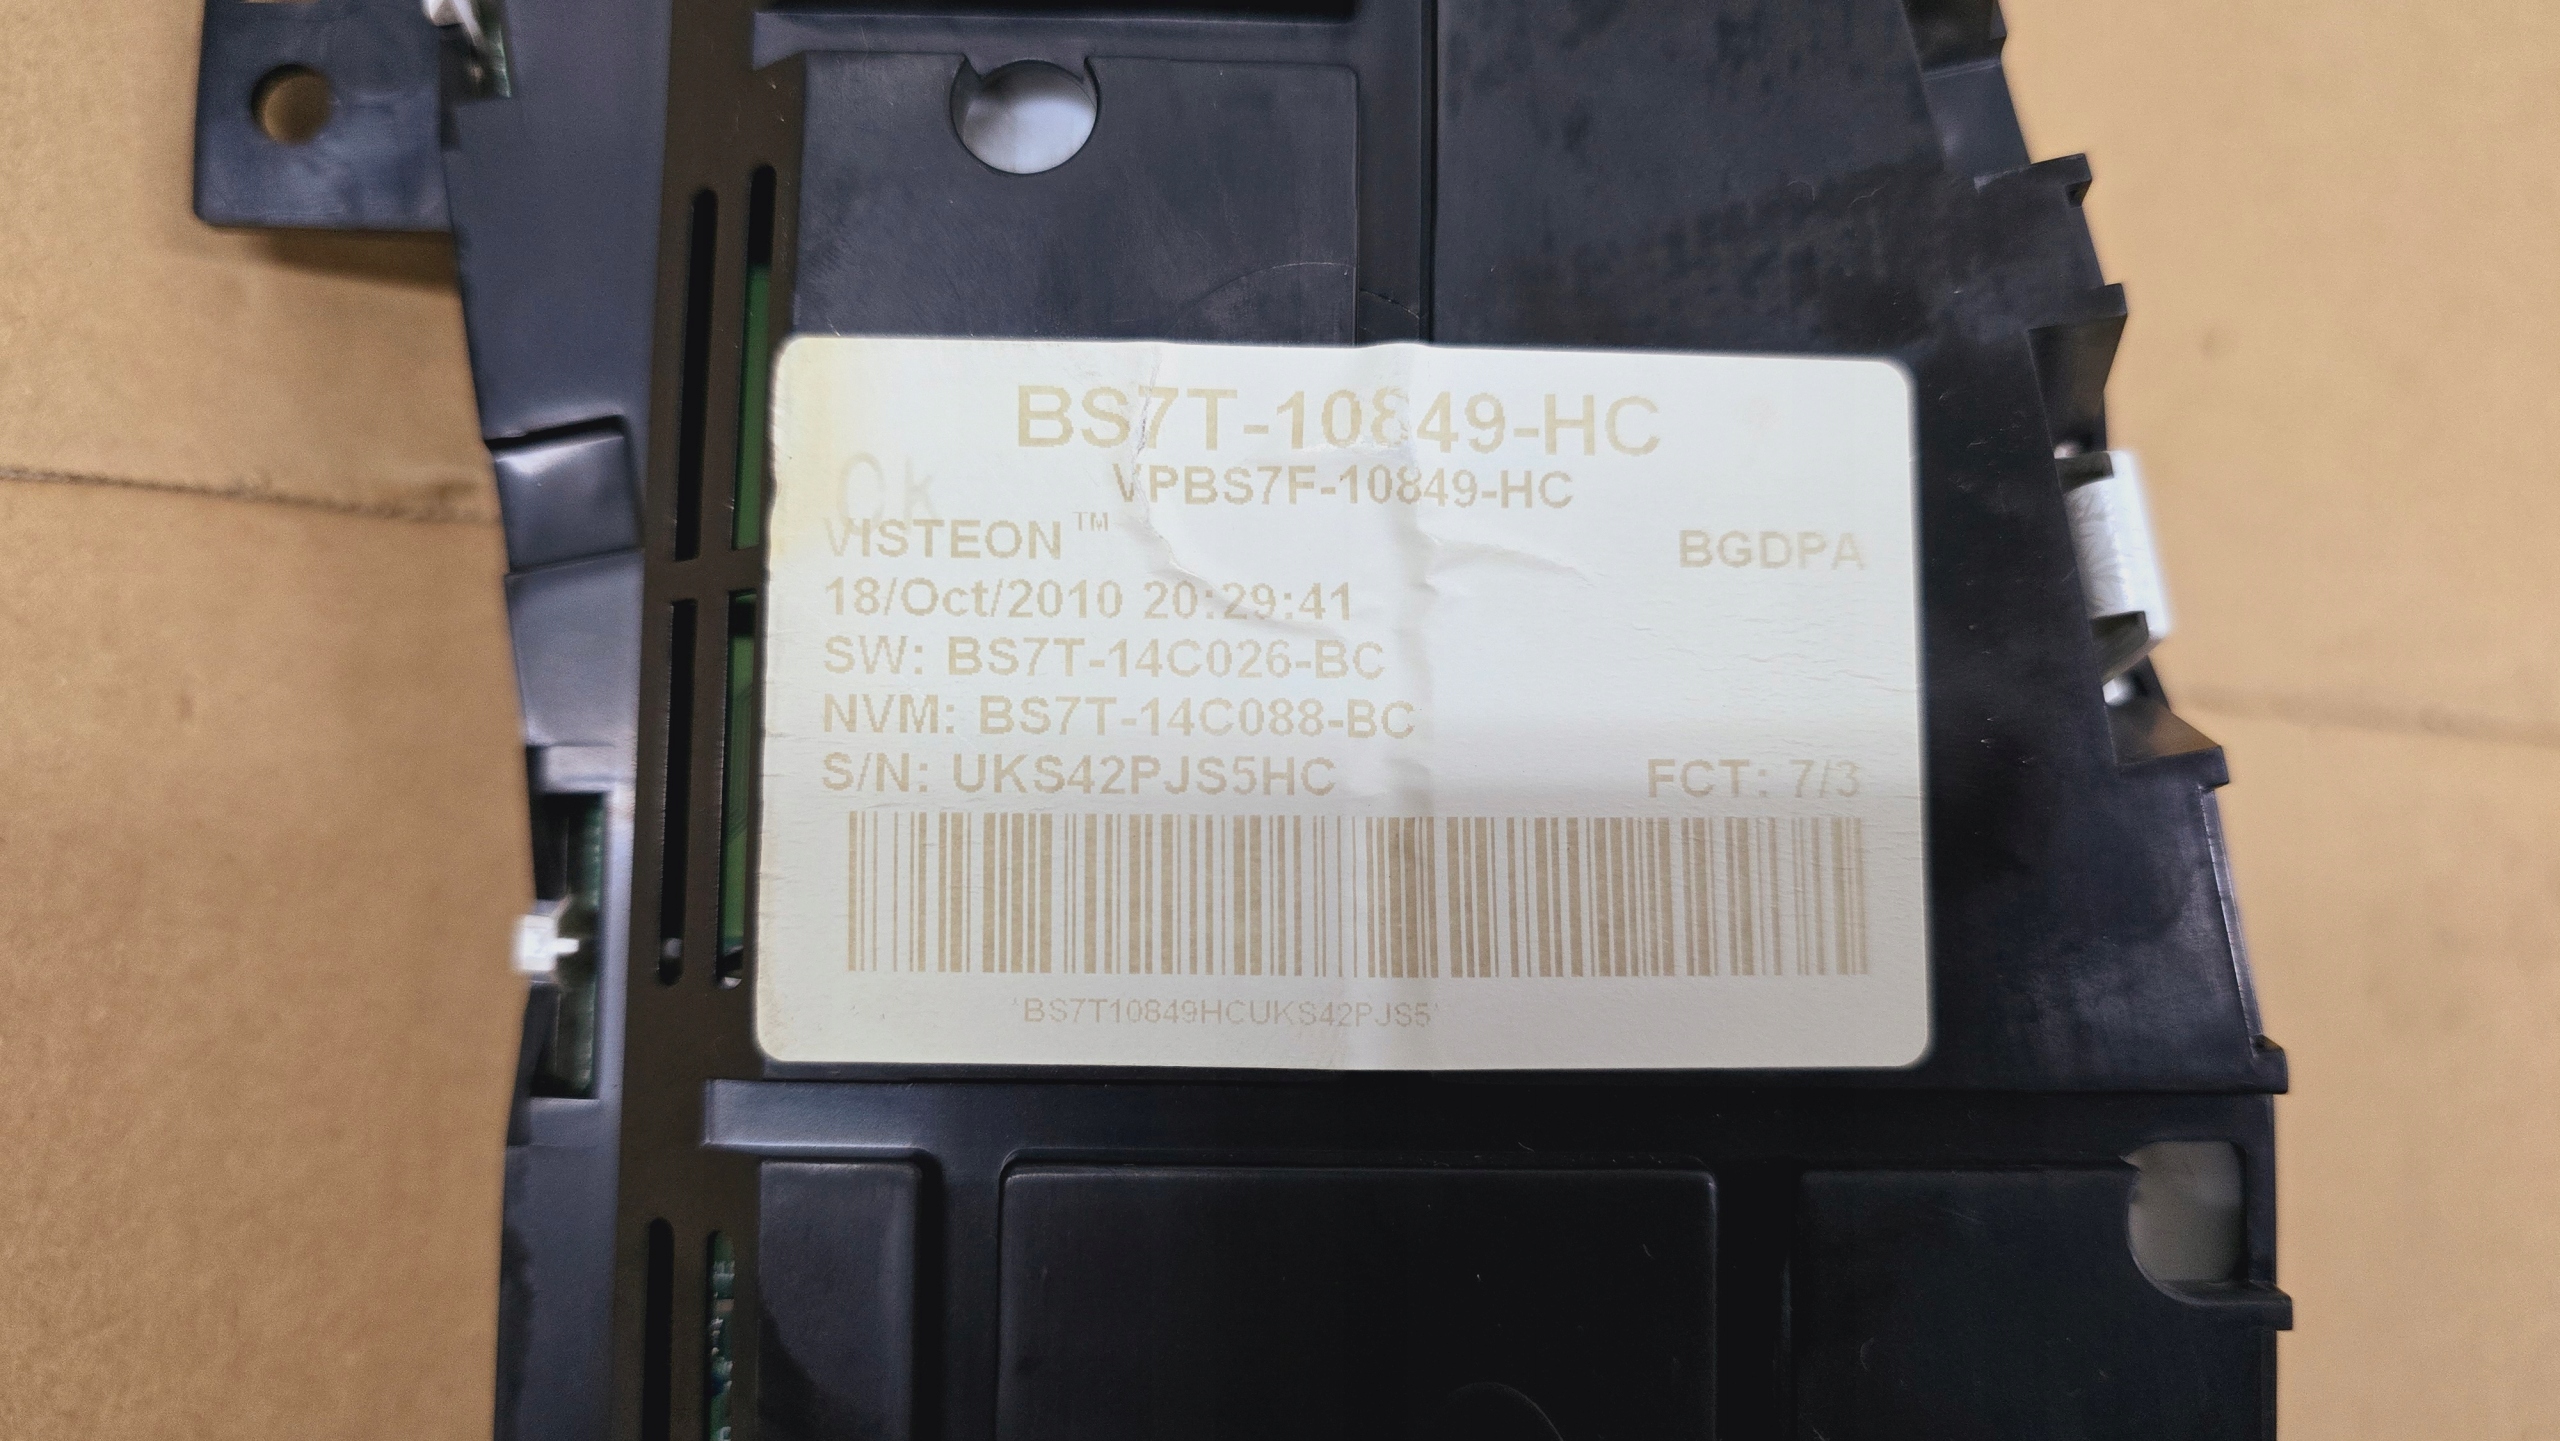 BS7T-10849-HC
VPBS7F-10849-HC
Ok
VISTEON™ BGDPA
18/Oct/2010 20:29:41
SW: BS7T-14C026-BC
NVM: BS7T-14C088-BC
S/N: UKS42PJS5HC FCT: 7/3
'BS7T10849HCUKS42PJS5'